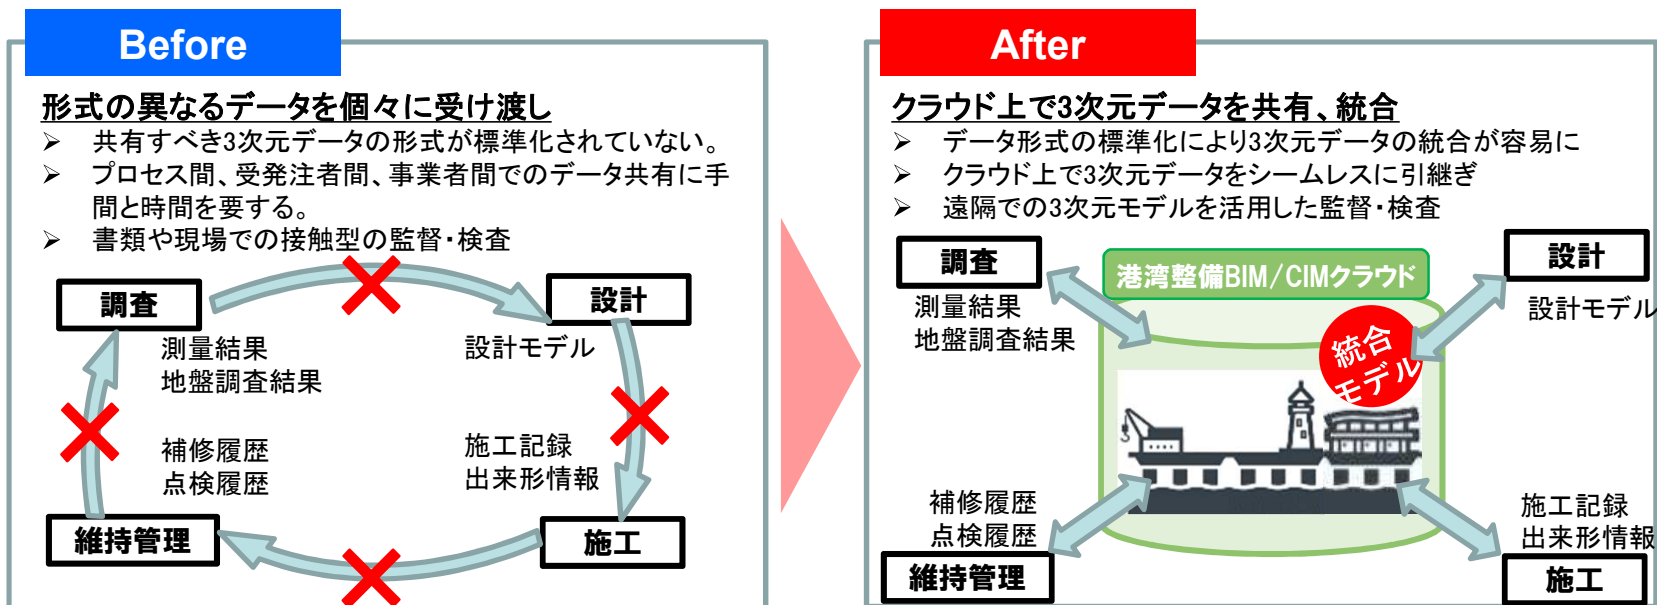 Before
形式の異なるデータを個々に受け渡し
➢ 共有すべき3次元データの形式が標準化されていない。
➢ プロセス間、受発注者間、事業者間でのデータ共有に手
間と時間を要する。
➢ 書類や現場での接触型の監督・検査
調査
設計
測量結果
地盤調査結果
設計モデル
補修履歴
点検履歴
施工記録
出来形情報
維持管理
施工
After
クラウド上で3次元データを共有、統合
➢ データ形式の標準化により3次元データの統合が容易に
➢ クラウド上で3次元データをシームレスに引継ぎ
➢ 遠隔での3次元モデルを活用した監督・検査
調査
港湾整備BIM/CIMクラウド
設計
測量結果
地盤調査結果
設計モデル
統合
モデル
補修履歴
点検履歴
施工記録
出来形情報
維持管理
施工